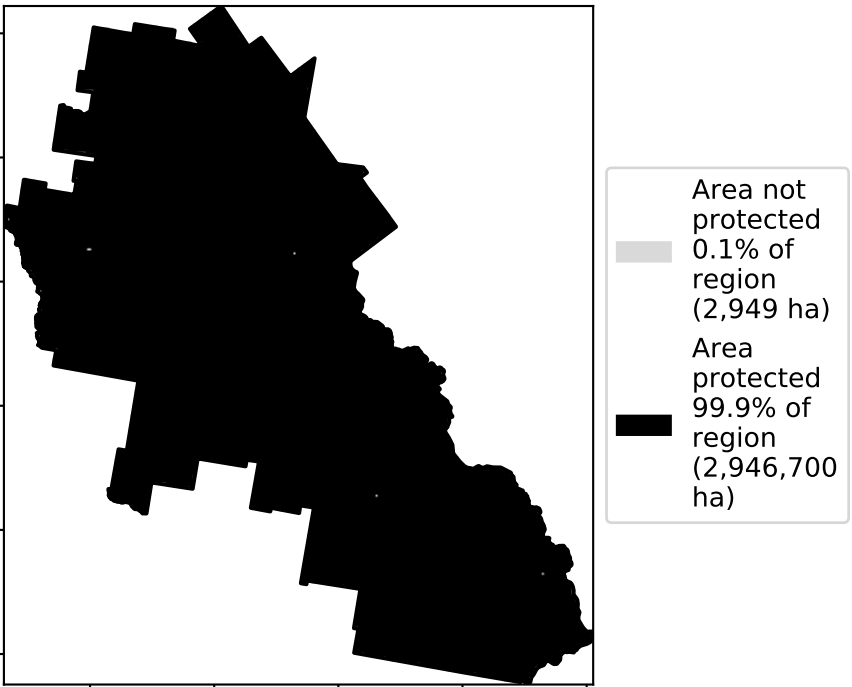 Area not
protected
0.1% of
region
(2,949 ha)
Area
protected
99.9% of
region
(2,946,700
ha)